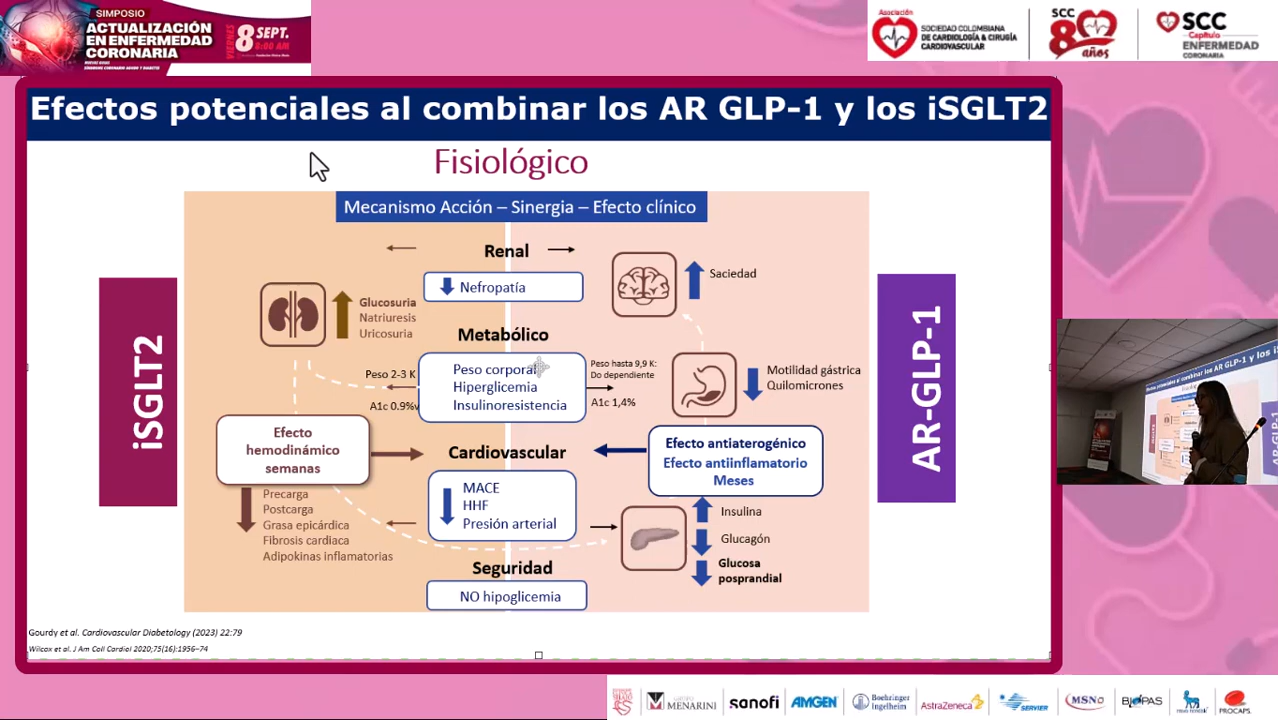 SIMPOSIO
ACTUALIZACIÓN
EN ENFERMEDAD
CORONARIA
VIERNES
8 SEPT.
8:00 AM
Asociación
SOCIEDAD COLOMBIANA
DE CARDIOLOGÍA & CIRUGÍA
CARDIOVASCULAR
SCC
80
años
SCC
Capítulo
ENFERMEDAD
CORONARIA
Efectos potenciales al combinar los AR GLP-1 y los iSGLT2
Fisiológico
Mecanismo Acción – Sinergia – Efecto clínico
iSGLT2
AR-GLP-1
Renal
Nefropatía
Glucosuria
Natriuresis
Uricosuria
Saciedad
Metabólico
Peso corporal
Hiperglicemia
Insulinoresistencia
Peso 2-3 K
A1c 0.9%v
Peso hasta 9,9 K:
Do dependiente
A1c 1,4%
Motilidad gástrica
Quilomicrones
Efecto
hemodinámico
semanas
Cardiovascular
MACE
HHF
Presión arterial
Efecto antiaterogénico
Efecto antiinflamatorio
Meses
Precarga
Postcarga
Grasa epicárdica
Fibrosis cardiaca
Adipokinas inflamatorias
Insulina
Glucagón
Glucosa
posprandial
Seguridad
NO hipoglicemia
Gourdy et al. Cardiovascular Diabetology (2023) 22:79
Wilcox et al. J Am Coll Cardiol 2020;75(16):1956–74
MENARINI
sanofi
AMGEN
Boehringer
Ingelheim
AstraZeneca
SERVIER
MSN
BIOPAS
PROCAPS